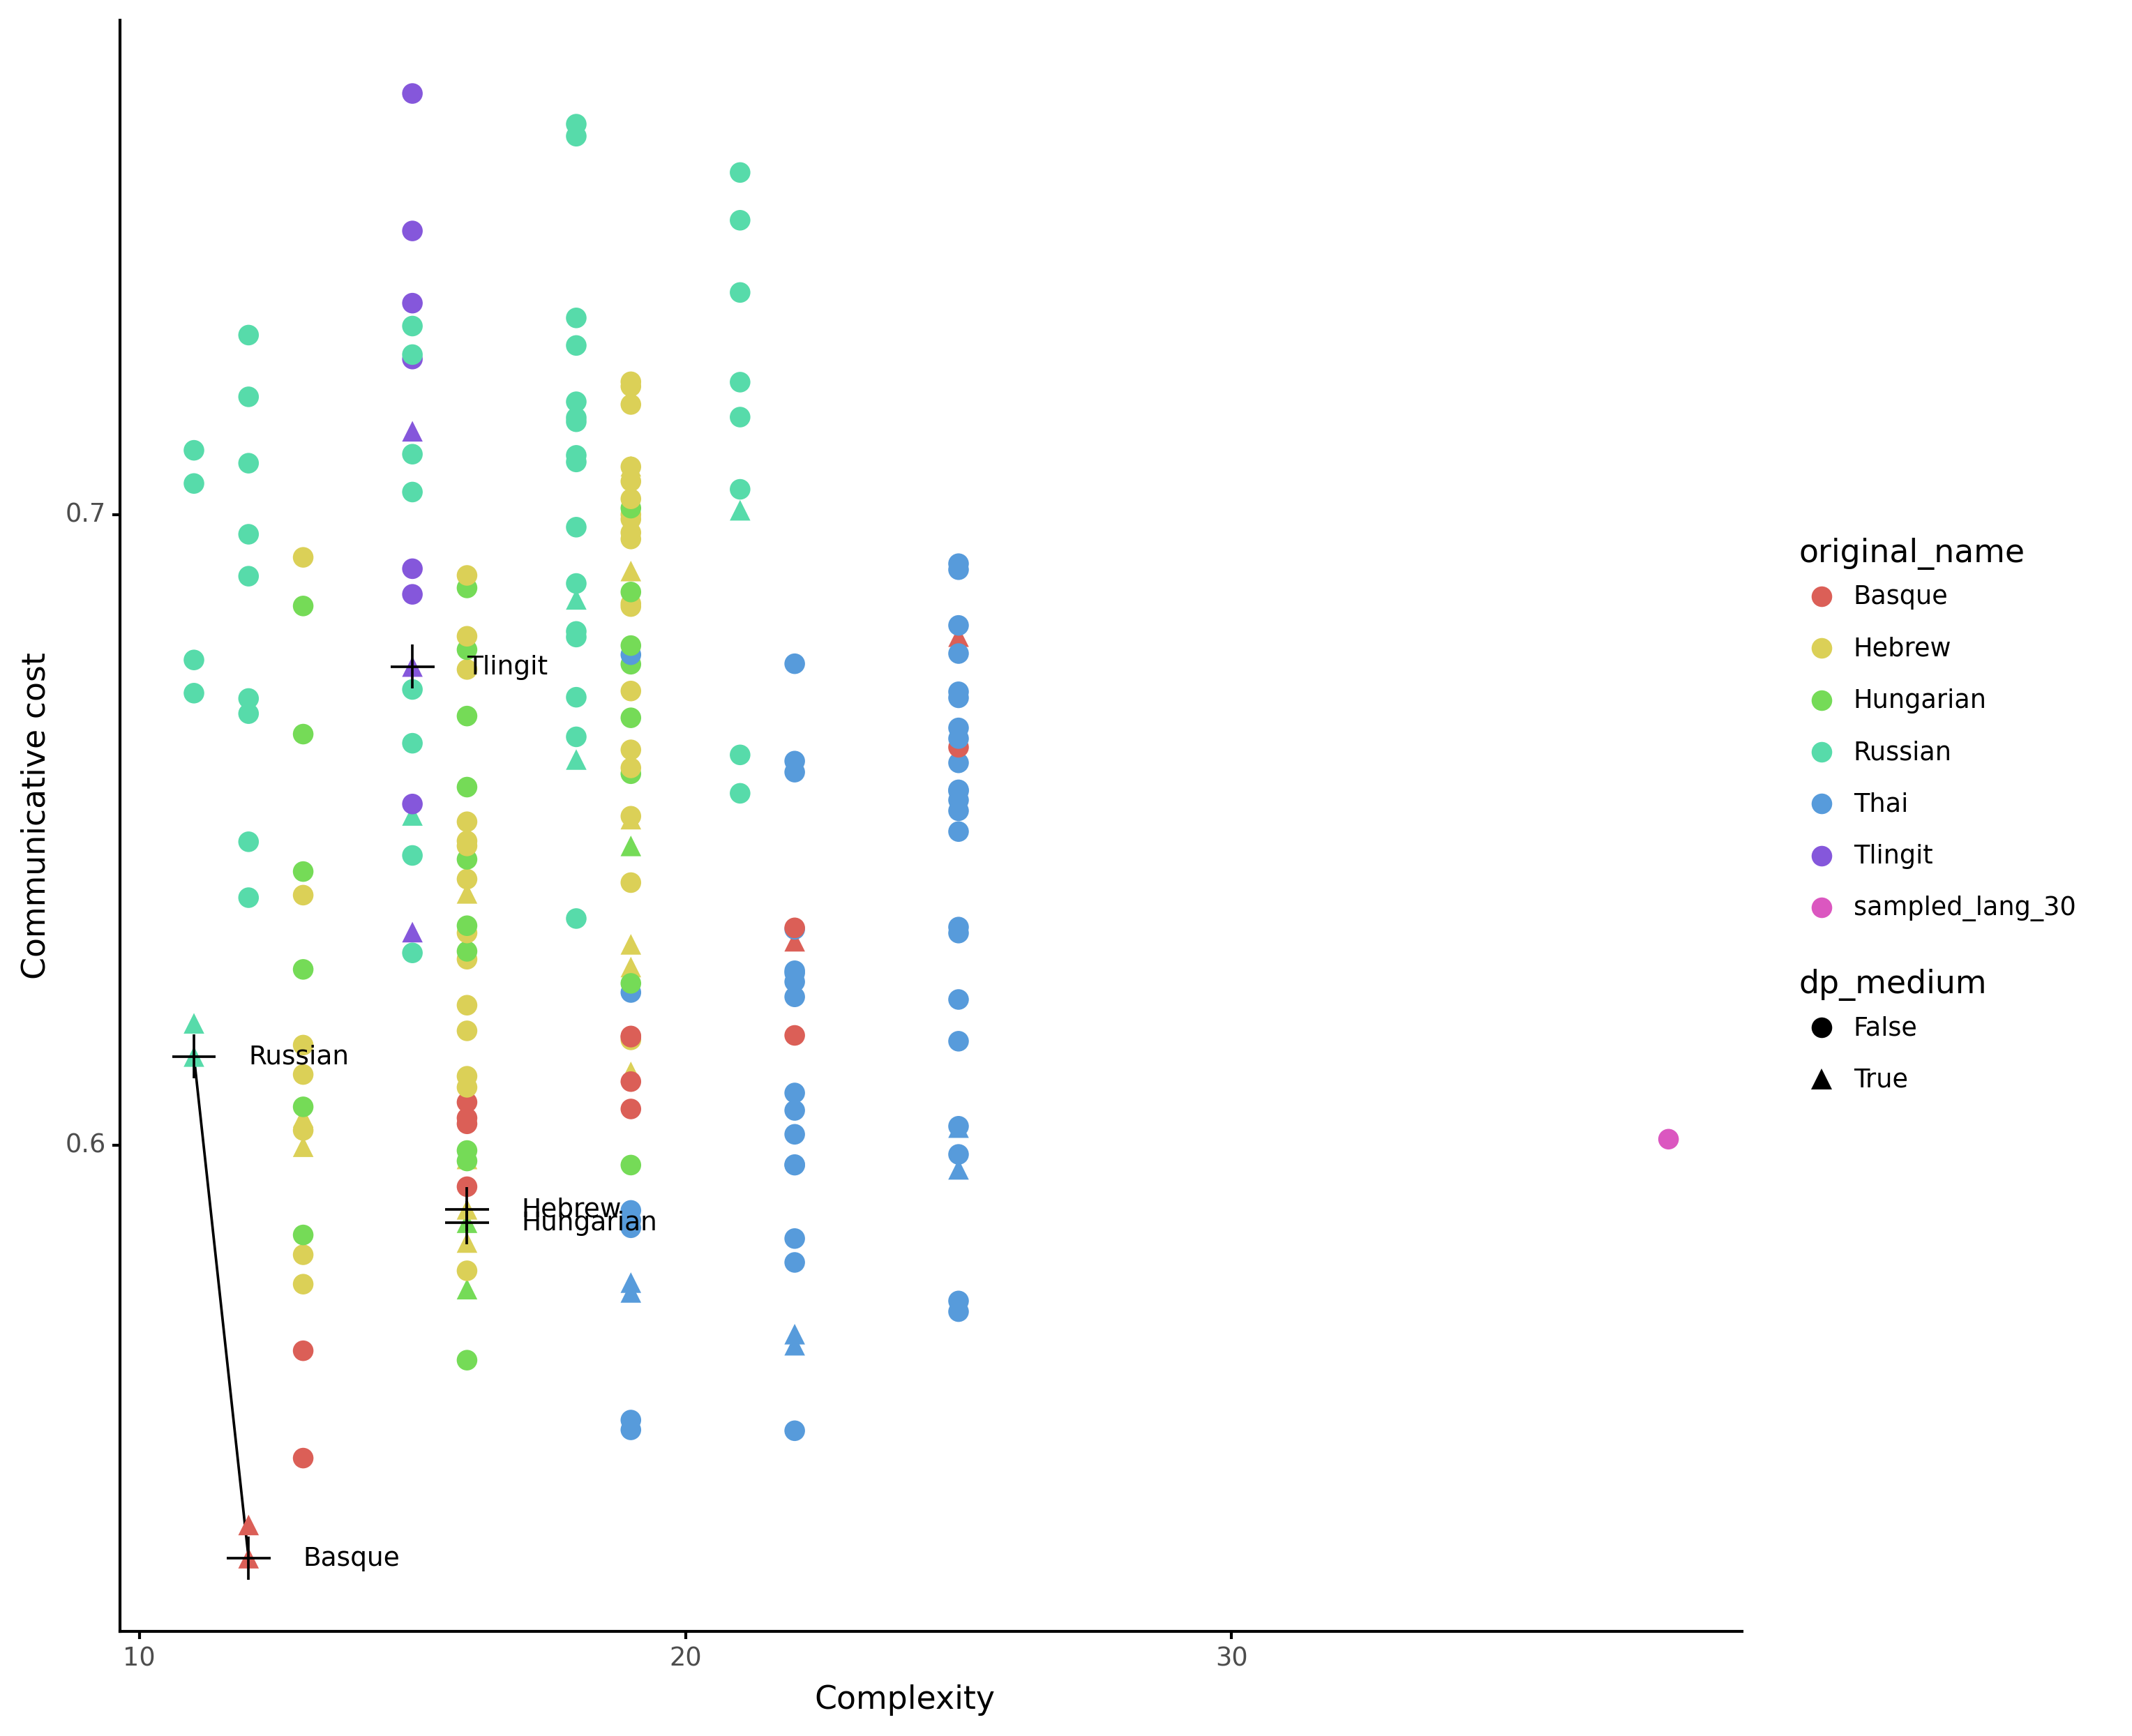 Communicative cost
0.7
0.6
Tlingit
Russian
Hebrew
Hungarian
Basque
10
20
30
Complexity
original_name
Basque
Hebrew
Hungarian
Russian
Thai
Tlingit
sampled_lang_30
dp_medium
False
True